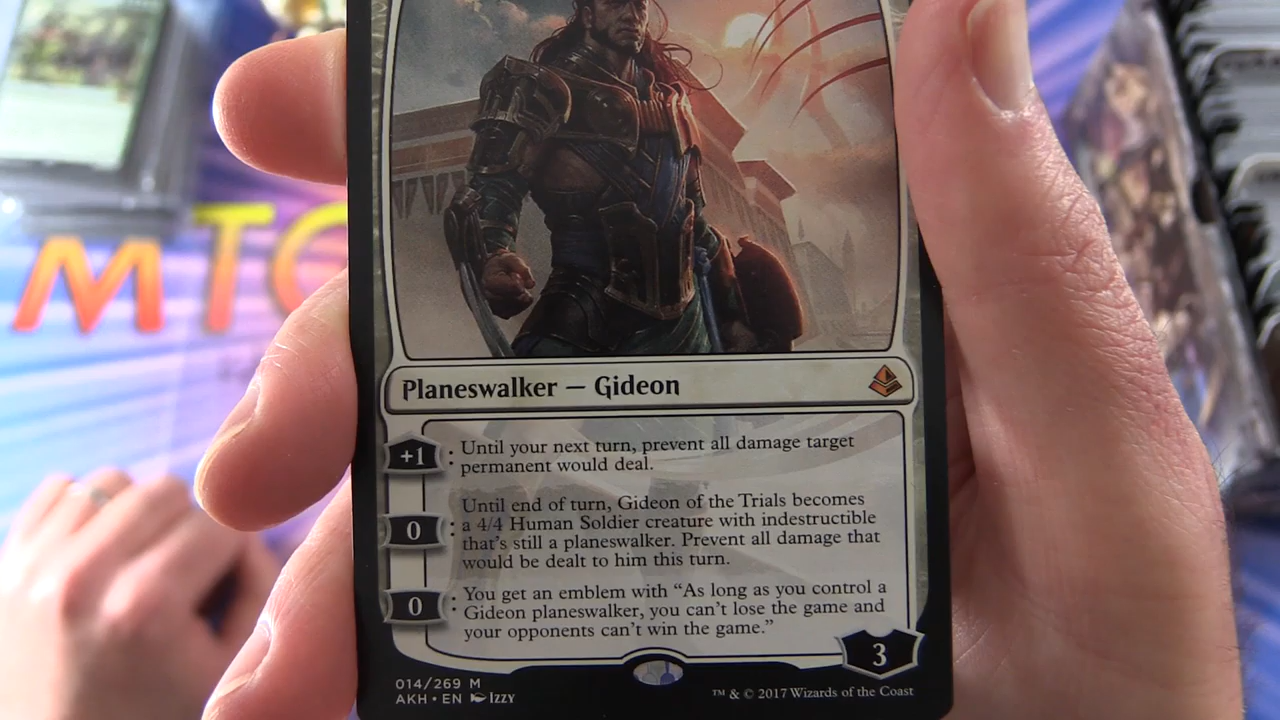 MTG
Planeswalker — Gideon
+1 : Until your next turn, prevent all damage target
permanent would deal.
Until end of turn, Gideon of the Trials becomes
0 : a 4/4 Human Soldier creature with indestructible
that's still a planeswalker. Prevent all damage that
would be dealt to him this turn.
You get an emblem with “As long as you control a
0 : Gideon planeswalker, you can't lose the game and
your opponents can't win the game.”
3
014/269 M
AKH • EN Izzy
™ & © 2017 Wizards of the Coast